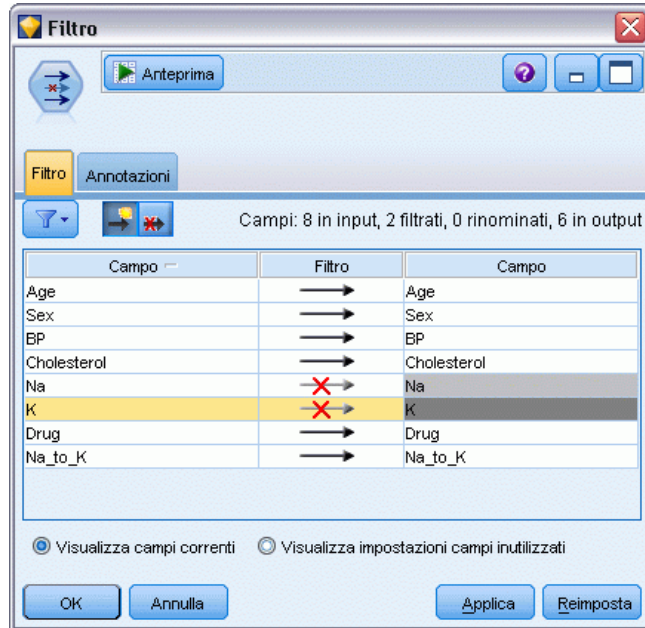 Filtro
Anteprima
Filtro Annotazioni
Campi: 8 in input, 2 filtrati, 0 rinominati, 6 in output
Campo Filtro Campo
Age Age
Sex Sex
BP BP
Cholesterol Cholesterol
Na Na
K K
Drug Drug
Na_to_K Na_to_K
Visualizza campi correnti Visualizza impostazioni campi inutilizzati
OK Annulla Applica Reimposta